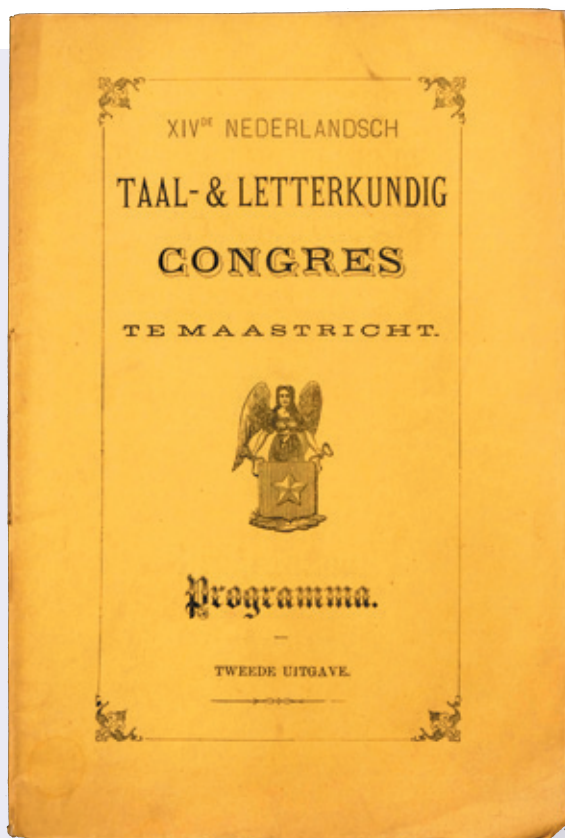 XIVDE NEDERLANDSCH
TAAL- & LETTERKUNDIG
CONGRES
TE MAASTRICHT.
Programma.
TWEEDE UITGAVE.